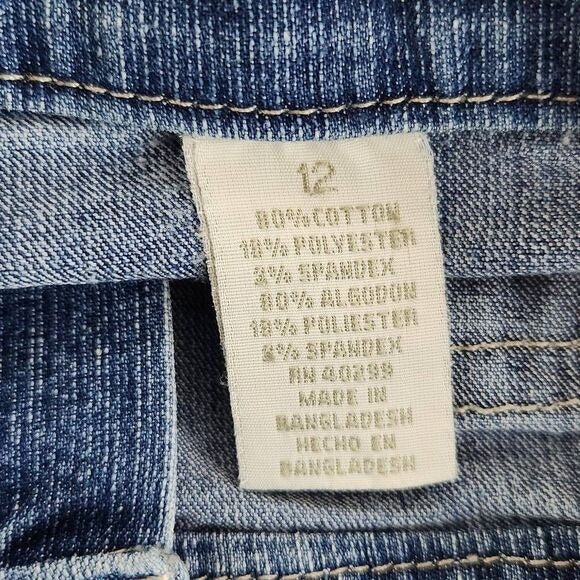 12
80% COTTON
18% POLYESTER
2% SPANDEX
80% ALGODON
18% POLIESTER
2% SPANDEX
RN 40299
MADE IN
BANGLADESH
HECHO EN
BANGLADESH